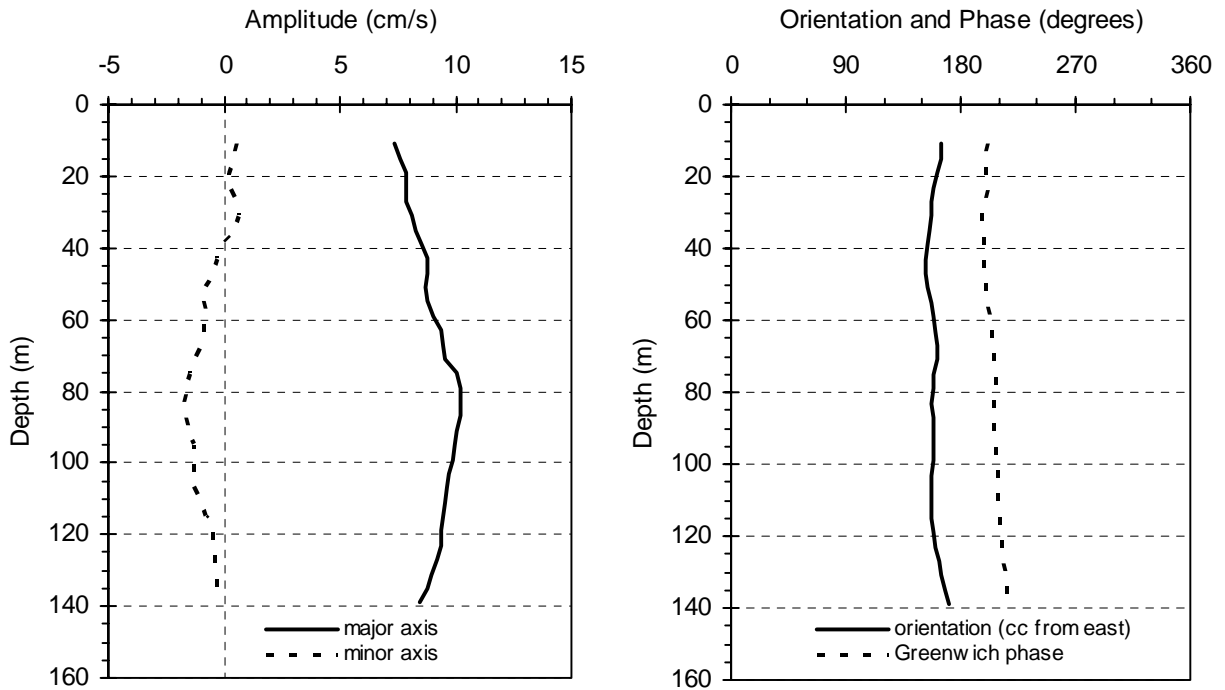 Amplitude (cm/s)
-5 0 5 10 15
0
20
40
60
80
100
120
140
160
Depth (m)
major axis
minor axis
Orientation and Phase (degrees)
0 90 180 270 360
0
20
40
60
80
100
120
140
160
Depth (m)
orientation (cc from east)
Greenwich phase